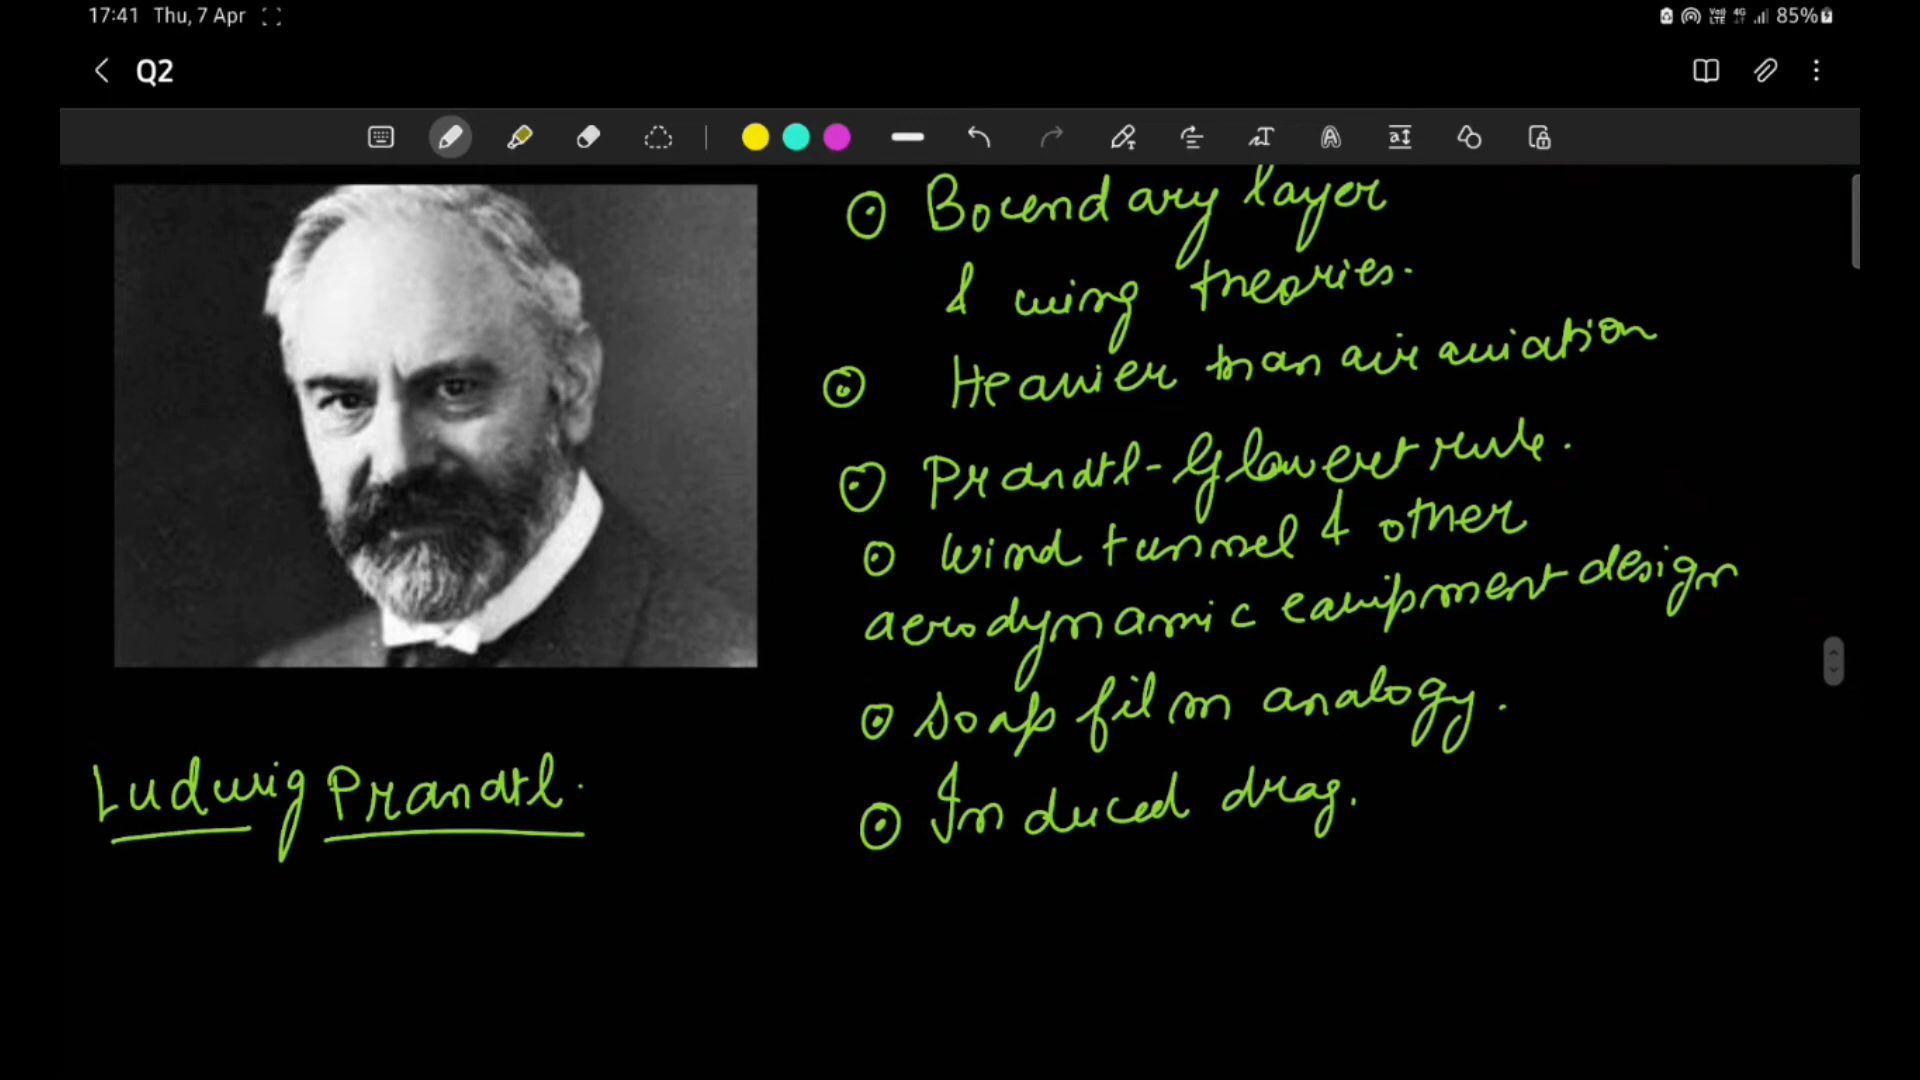 17:41 Thu, 7 Apr
85%
Q2
Boundary layer
& wing theories.
Heavier than air aviation
Prandtl-Glowert rule.
wind tunnel & other
aerodynamic equipment design
soap film analogy.
Induced drag.
Ludwig Prandtl.